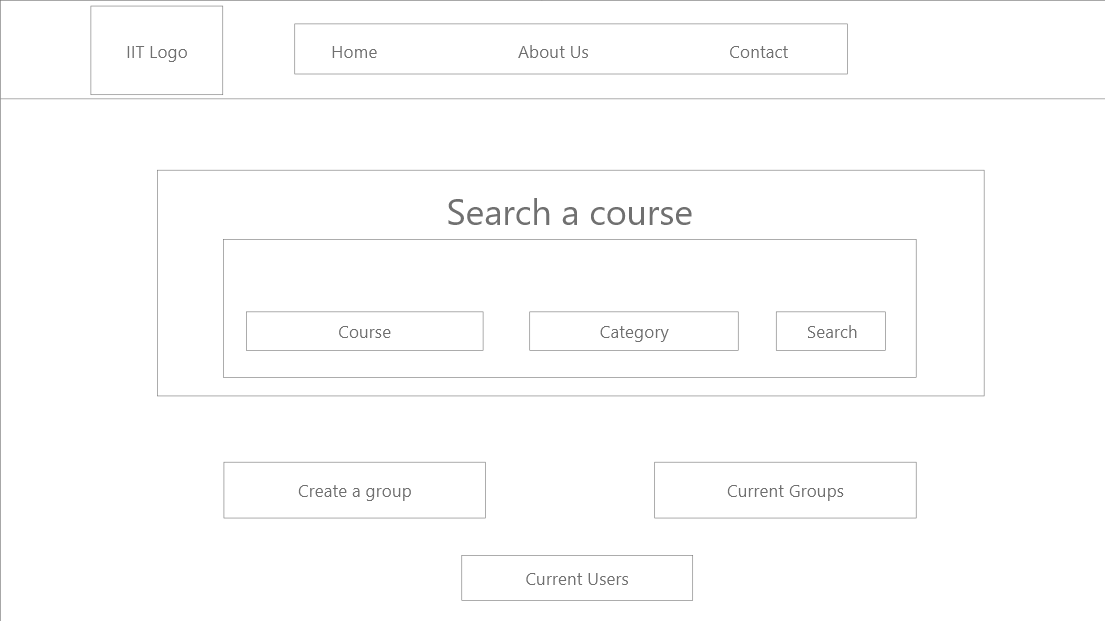 IIT Logo
Home About Us Contact
Search a course
Course Category Search
Create a group Current Groups
Current Users